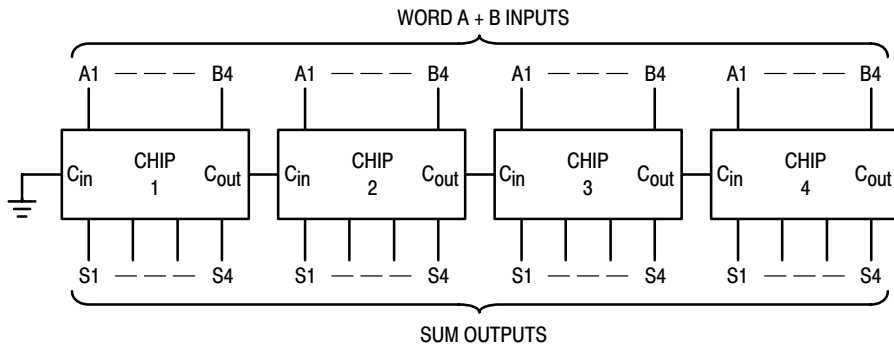 WORD A + B INPUTS
A1 — — — B4 A1 — — — B4 A1 — — — B4 A1 — — — B4
Cin CHIP 1 Cout Cin CHIP 2 Cout Cin CHIP 3 Cout Cin CHIP 4
S1 — — — S4 S1 — — — S4 S1 — — — S4 S1 — — — S4
SUM OUTPUTS